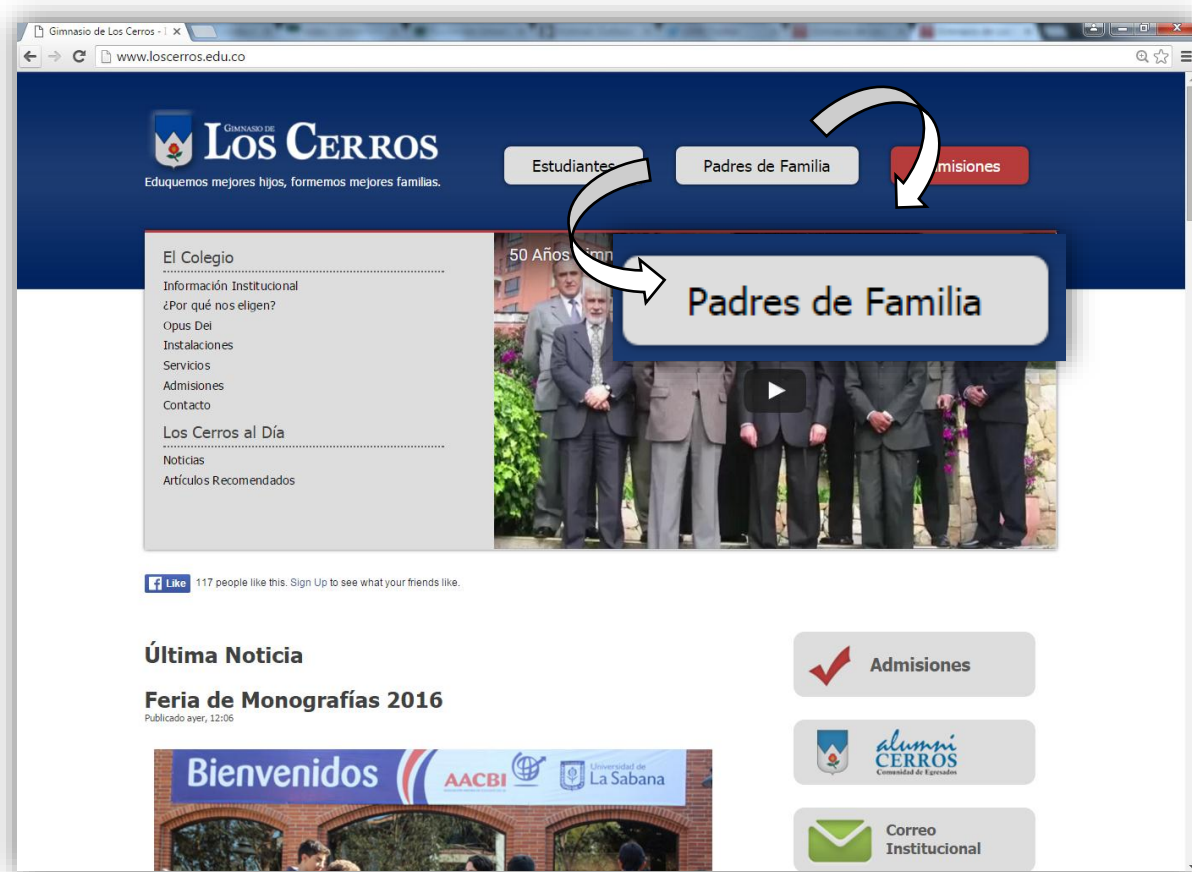 Gimnasio de Los Cerros - 
www.loscerros.edu.co
GIMNASIO DE
LOS CERROS
Eduquemos mejores hijos, formemos mejores familias.
Estudiantes
Padres de Familia
misiones
El Colegio
Información Institucional
¿Por qué nos eligen?
Opus Dei
Instalaciones
Servicios
Admisiones
Contacto
Los Cerros al Día
Noticias
Artículos Recomendados
50 Años
Padres de Familia
Like 117 people like this. Sign Up to see what your friends like.
Última Noticia
Feria de Monografías 2016
Publicado ayer, 12:06
Bienvenidos
AACBI
Universidad de
La Sabana
Admisiones
alumni
CERROS
Comunidad de Egresados
Correo
Institucional